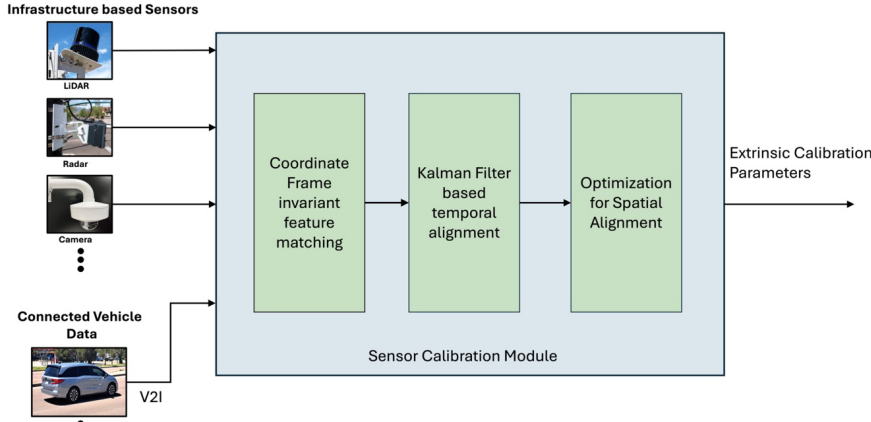 Infrastructure based Sensors
LiDAR
Radar
Camera
Connected Vehicle
Data
V2I
Coordinate
Frame
invariant
feature
matching
Kalman Filter
based
temporal
alignment
Optimization
for Spatial
Alignment
Sensor Calibration Module
Extrinsic Calibration
Parameters